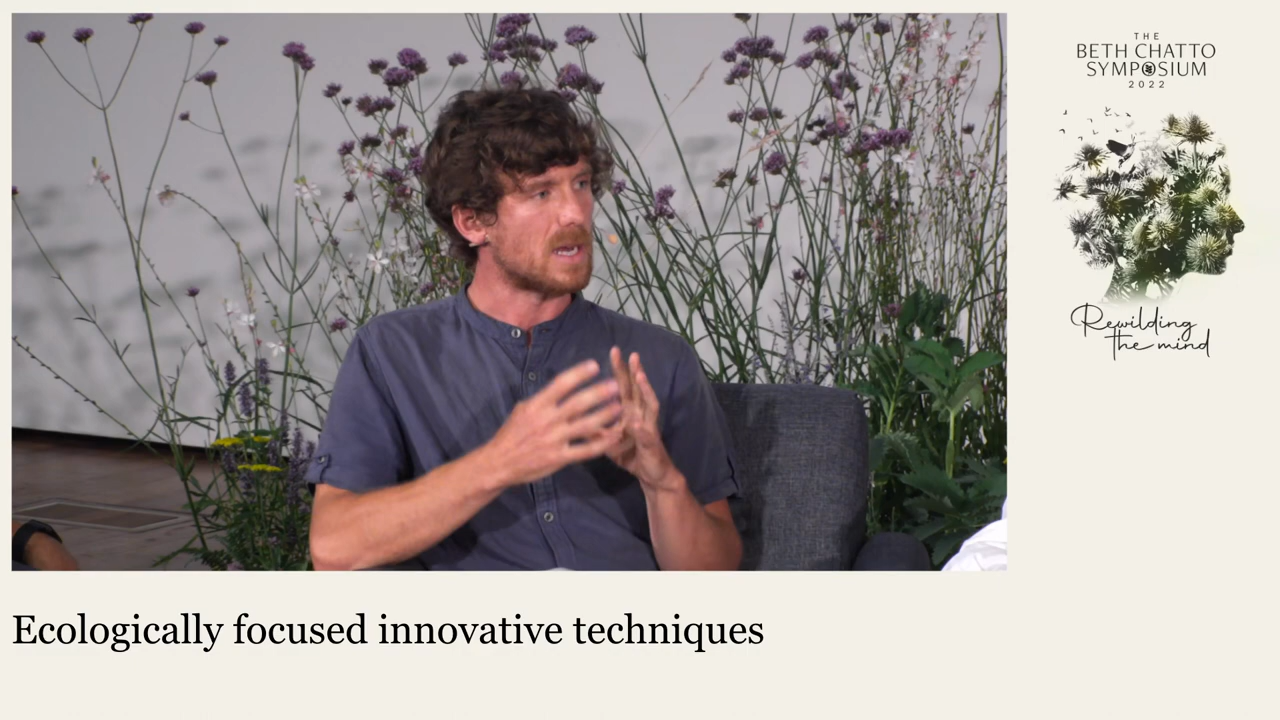 THE
BETH CHATTO
SYMPOSIUM
2022
Rewilding
the mind
Ecologically focused innovative techniques